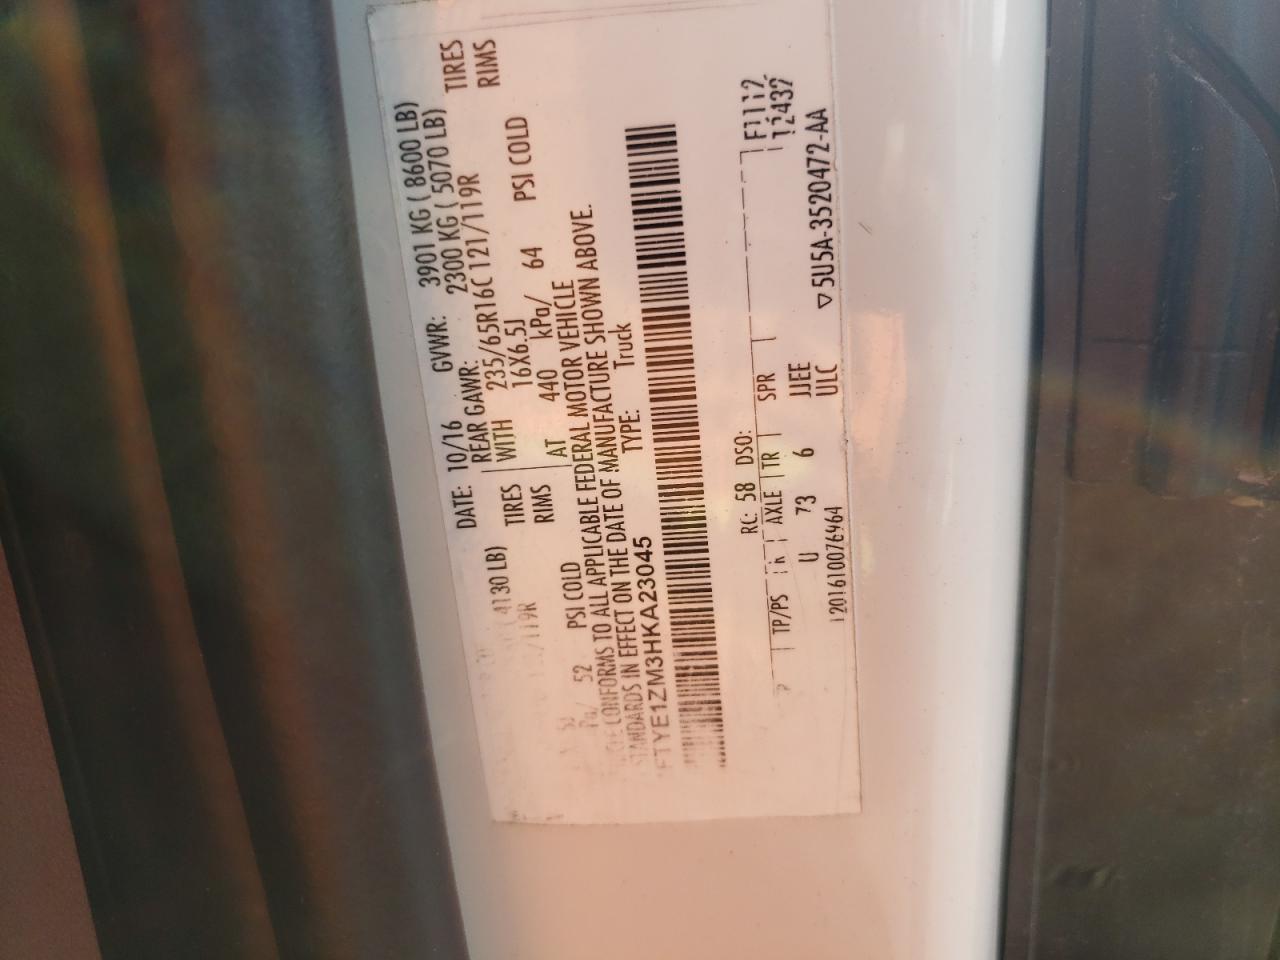 DATE: 10/16 GVWR: 3901 KG ( 8600 LB)
(4130 LB) REAR GAWR: 2300 KG ( 5070 LB)
/119R TIRES WITH 235/65R16C 121/119R TIRES
RIMS 16X6.5J RIMS
52 PSI COLD AT 440 kPa/ 64 PSI COLD
CONFORMS TO ALL APPLICABLE FEDERAL MOTOR VEHICLE
STANDARDS IN EFFECT ON THE DATE OF MANUFACTURE SHOWN ABOVE.
FTYE1ZM3HKA23045 TYPE: Truck
RC: 58 DSO: F1112
TP/PS R AXLE TR SPR 12432
U 73 6 JJEE
ULC
1201610076964 ▽5U5A-3520472-AA